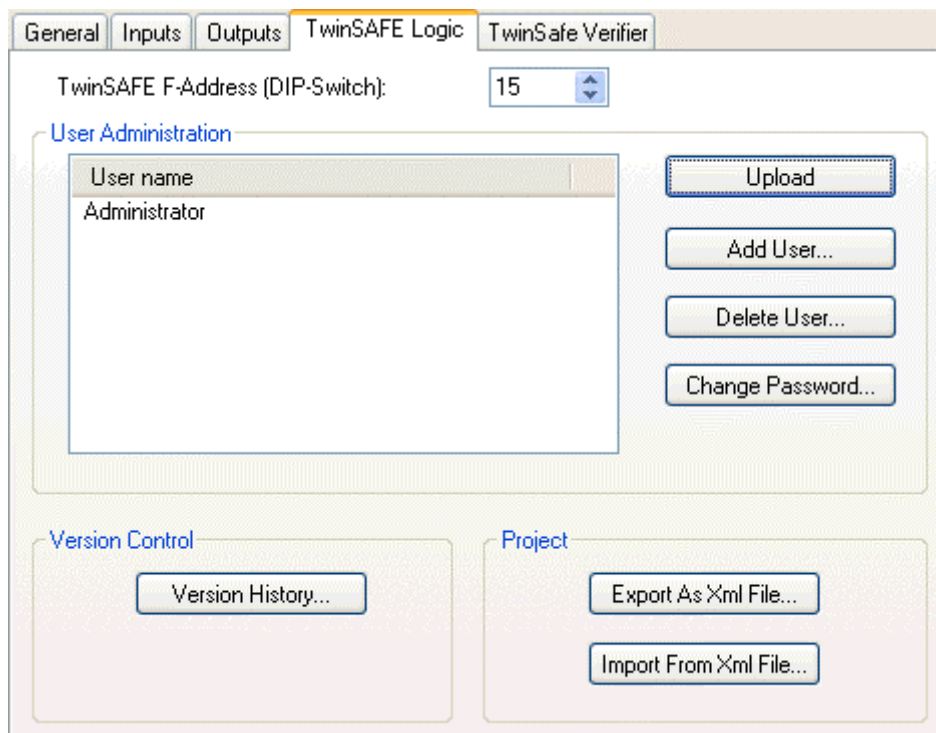 General Inputs Outputs TwinSAFE Logic TwinSafe Verifier
TwinSAFE F-Address (DIP-Switch): 15
User Administration
User name
Administrator
Upload
Add User...
Delete User...
Change Password...
Version Control
Version History...
Project
Export As Xml File...
Import From Xml File...